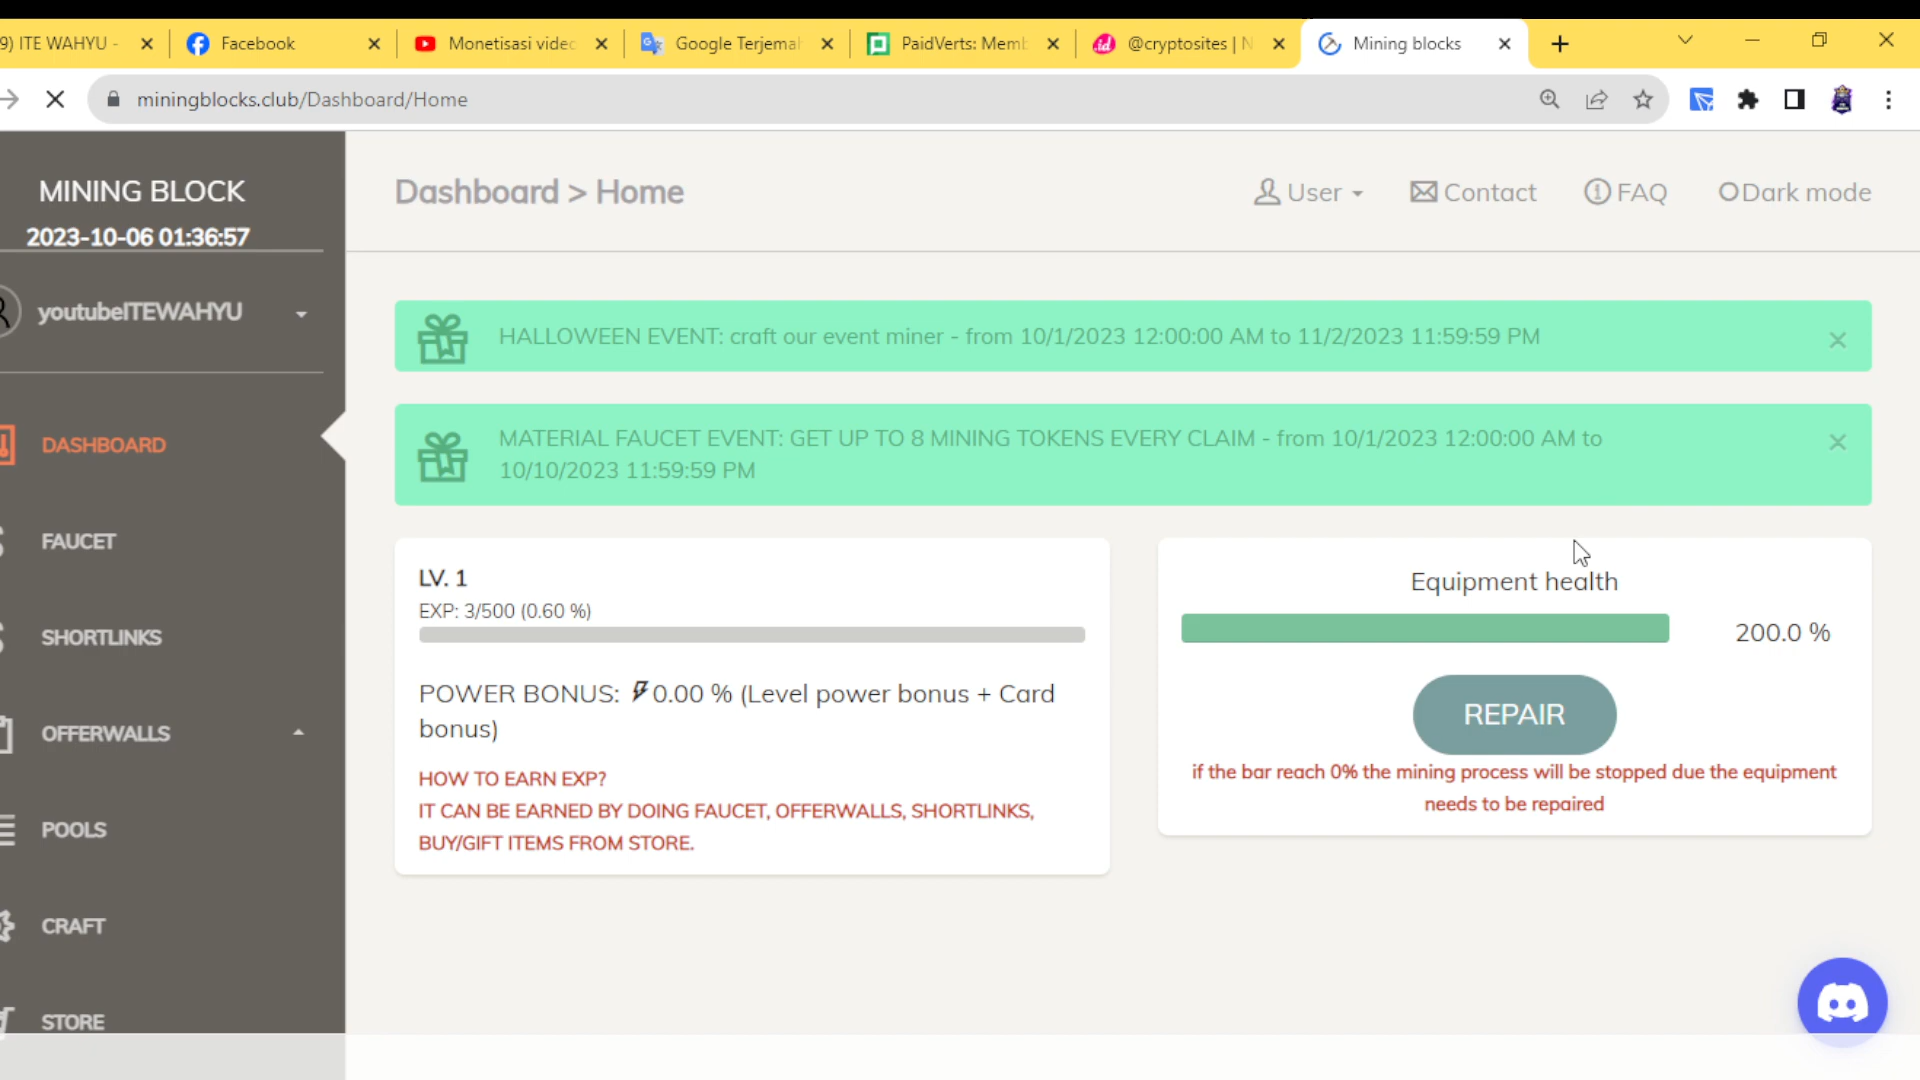 9) ITE WAHYU -
Facebook
Monetisasi video
Google Terjemah
PaidVerts: Memb
@cryptosites | N
Mining blocks
miningblocks.club/Dashboard/Home
MINING BLOCK
2023-10-06 01:36:57
youtubeITEWAHYU
DASHBOARD
FAUCET
SHORTLINKS
OFFERWALLS
POOLS
CRAFT
STORE
Dashboard > Home
User
Contact
FAQ
Dark mode
HALLOWEEN EVENT: craft our event miner - from 10/1/2023 12:00:00 AM to 11/2/2023 11:59:59 PM
MATERIAL FAUCET EVENT: GET UP TO 8 MINING TOKENS EVERY CLAIM - from 10/1/2023 12:00:00 AM to
10/10/2023 11:59:59 PM
LV. 1
EXP: 3/500 (0.60 %)
POWER BONUS: 0.00 % (Level power bonus + Card
bonus)
HOW TO EARN EXP?
IT CAN BE EARNED BY DOING FAUCET, OFFERWALLS, SHORTLINKS,
BUY/GIFT ITEMS FROM STORE.
Equipment health
200.0 %
REPAIR
if the bar reach 0% the mining process will be stopped due the equipment
needs to be repaired